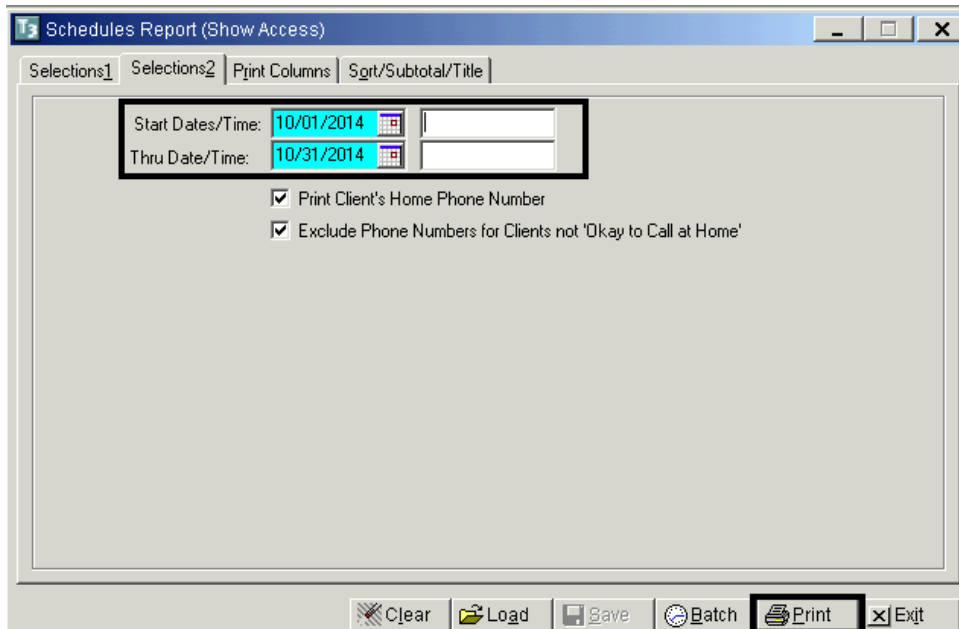 T3 Schedules Report (Show Access)
Selections1 Selections2 Print Columns Sort/Subtotal/Title
Start Dates/Time: 10/01/2014
Thru Date/Time: 10/31/2014
Print Client's Home Phone Number
Exclude Phone Numbers for Clients not 'Okay to Call at Home'
Clear Load Save Batch Print Exit